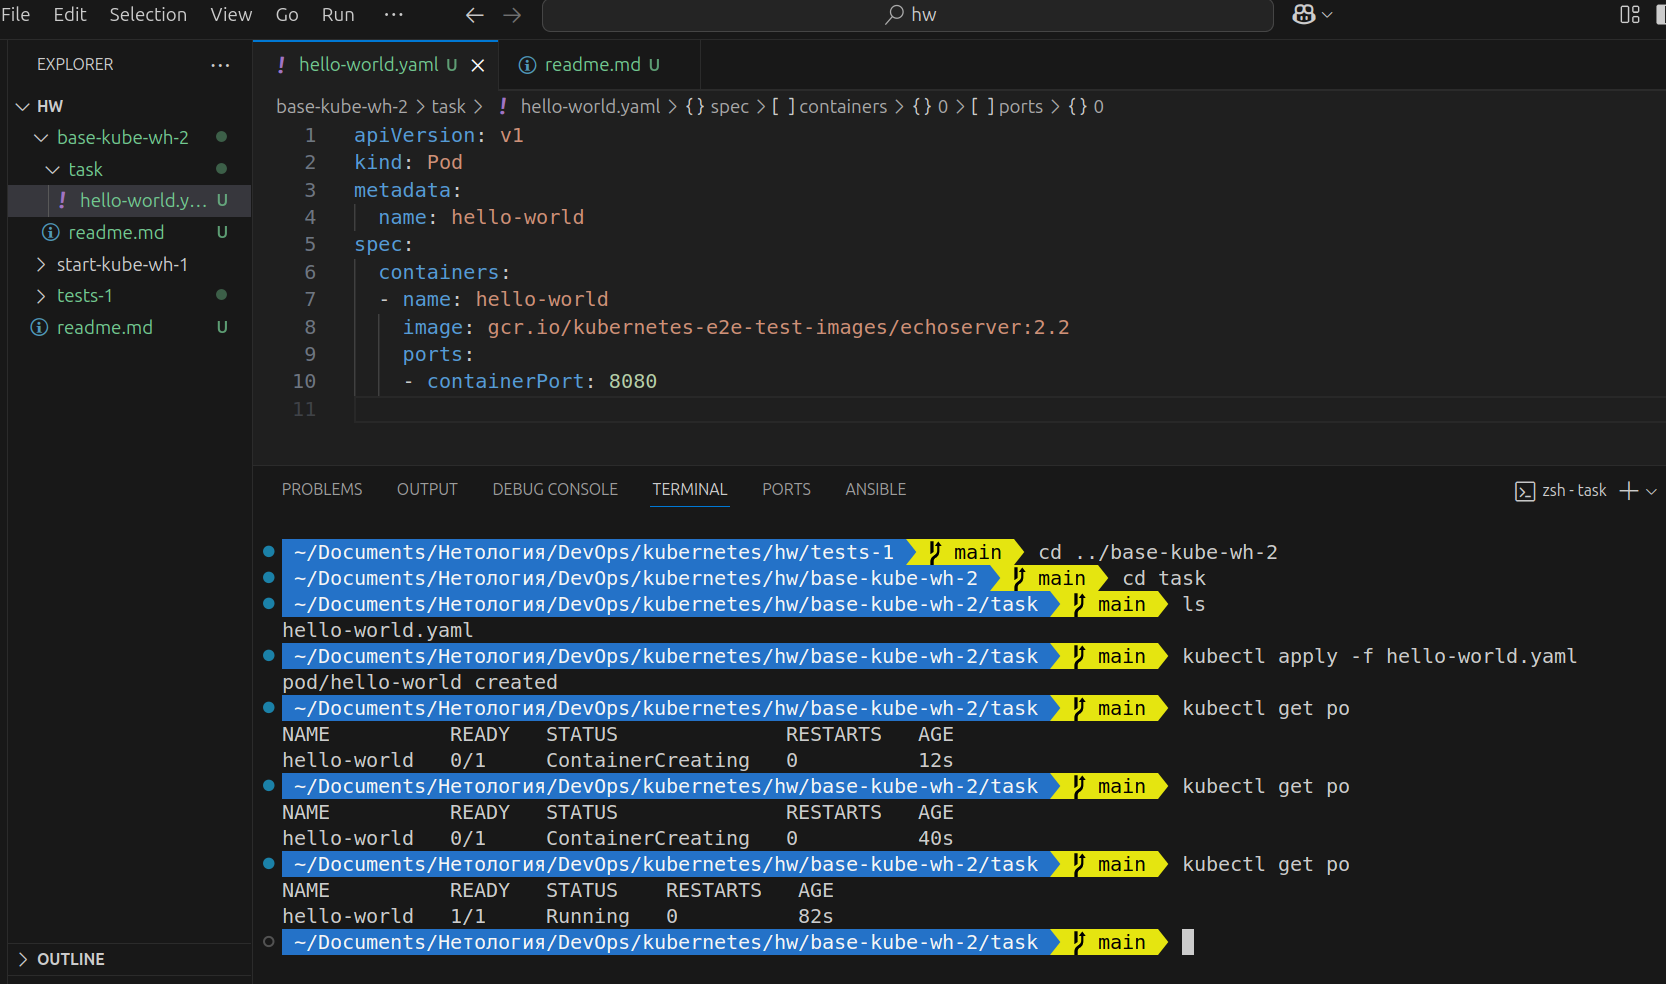 File Edit Selection View Go Run ··· hw
EXPLORER ···
HW
base-kube-wh-2
task
hello-world.y... U
readme.md U
start-kube-wh-1
tests-1
readme.md U
OUTLINE
! hello-world.yaml U readme.md U
base-kube-wh-2 > task > ! hello-world.yaml > {} spec > [ ] containers > {} 0 > [ ] ports > {} 0
1 apiVersion: v1
2 kind: Pod
3 metadata:
4   name: hello-world
5 spec:
6   containers:
7   - name: hello-world
8     image: gcr.io/kubernetes-e2e-test-images/echoserver:2.2
9     ports:
10     - containerPort: 8080
11
PROBLEMS OUTPUT DEBUG CONSOLE TERMINAL PORTS ANSIBLE zsh - task
~/Documents/Нетология/DevOps/kubernetes/hw/tests-1 main cd ../base-kube-wh-2
~/Documents/Нетология/DevOps/kubernetes/hw/base-kube-wh-2 main cd task
~/Documents/Нетология/DevOps/kubernetes/hw/base-kube-wh-2/task main ls
hello-world.yaml
~/Documents/Нетология/DevOps/kubernetes/hw/base-kube-wh-2/task main kubectl apply -f hello-world.yaml
pod/hello-world created
~/Documents/Нетология/DevOps/kubernetes/hw/base-kube-wh-2/task main kubectl get po
NAME READY STATUS RESTARTS AGE
hello-world 0/1 ContainerCreating 0 12s
~/Documents/Нетология/DevOps/kubernetes/hw/base-kube-wh-2/task main kubectl get po
NAME READY STATUS RESTARTS AGE
hello-world 0/1 ContainerCreating 0 40s
~/Documents/Нетология/DevOps/kubernetes/hw/base-kube-wh-2/task main kubectl get po
NAME READY STATUS RESTARTS AGE
hello-world 1/1 Running 0 82s
~/Documents/Нетология/DevOps/kubernetes/hw/base-kube-wh-2/task main